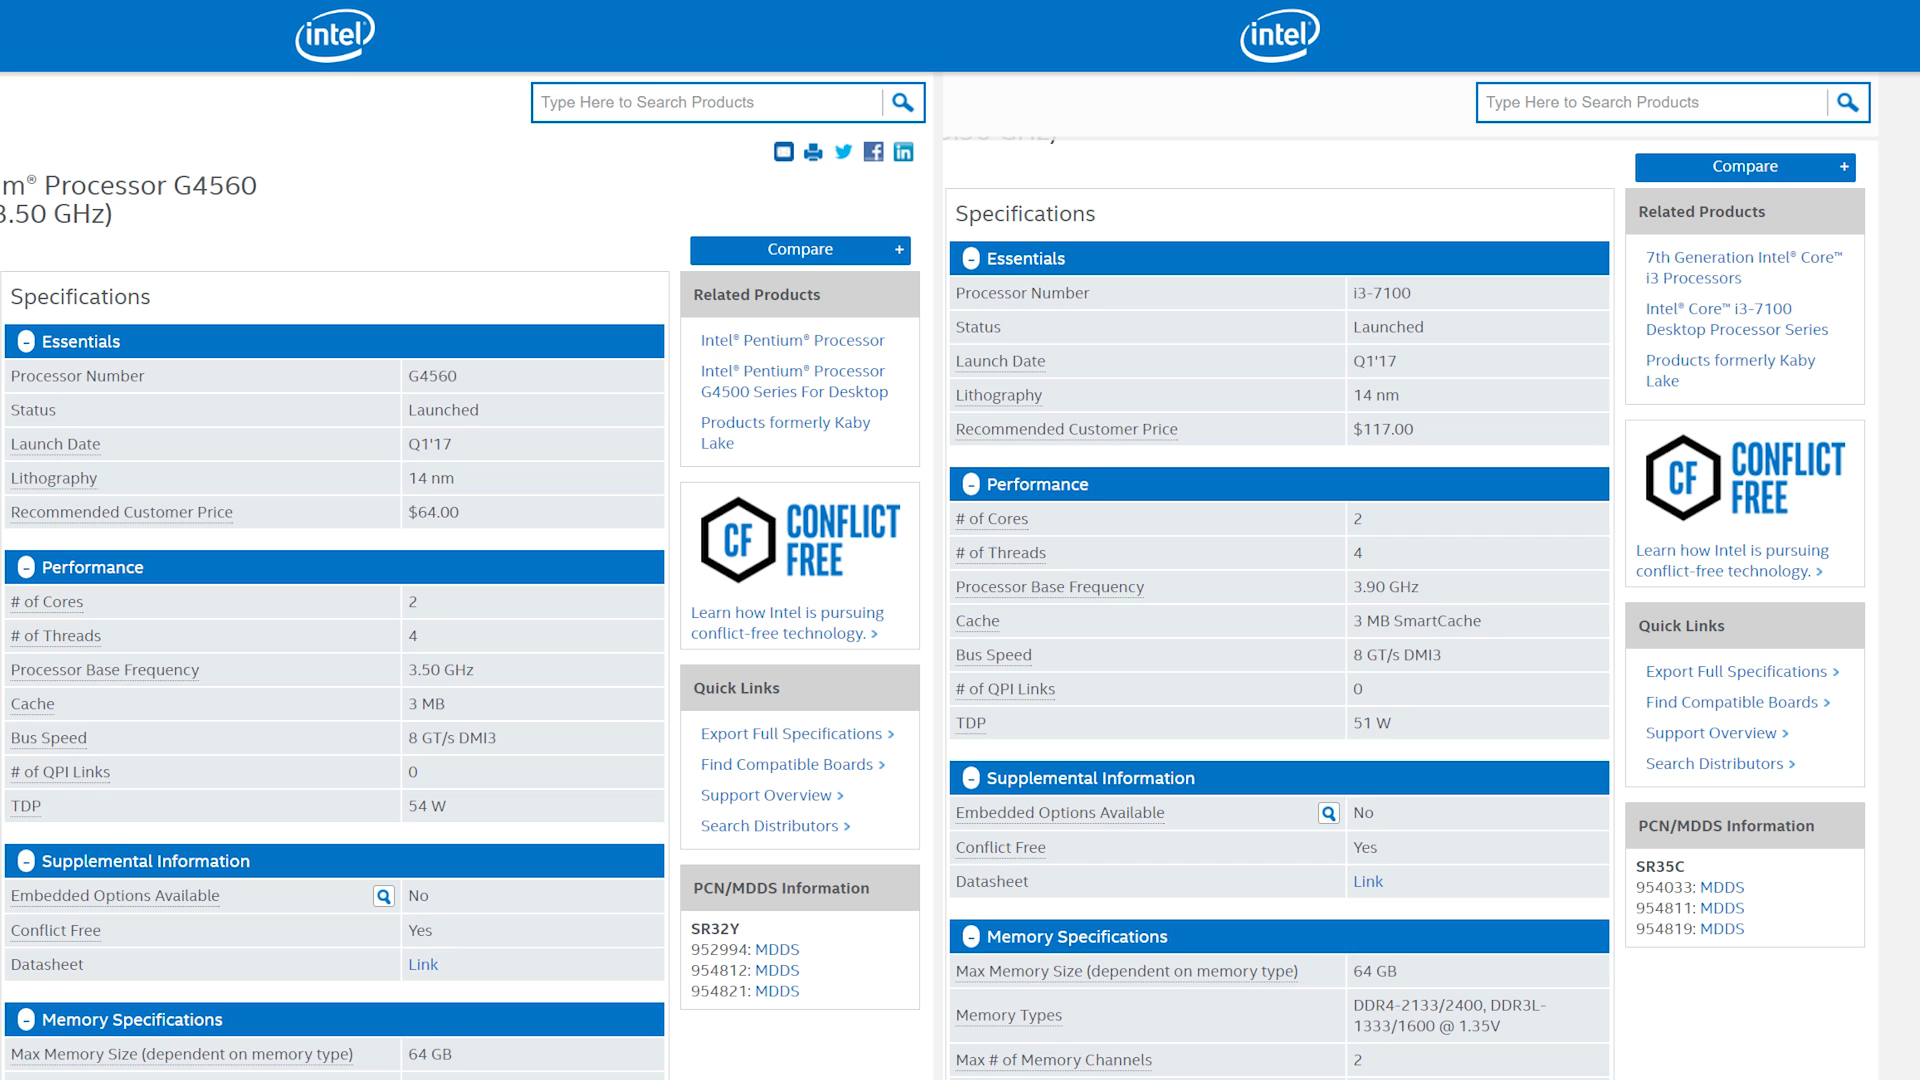 intel
Type Here to Search Products
m® Processor G4560
3.50 GHz)
Compare +
Specifications
- Essentials
Processor Number G4560
Status Launched
Launch Date Q1'17
Lithography 14 nm
Recommended Customer Price $64.00
- Performance
# of Cores 2
# of Threads 4
Processor Base Frequency 3.50 GHz
Cache 3 MB
Bus Speed 8 GT/s DMI3
# of QPI Links 0
TDP 54 W
- Supplemental Information
Embedded Options Available No
Conflict Free Yes
Datasheet Link
- Memory Specifications
Max Memory Size (dependent on memory type) 64 GB
Related Products
Intel® Pentium® Processor
Intel® Pentium® Processor
G4500 Series For Desktop
Products formerly Kaby
Lake
CF CONFLICT
FREE
Learn how Intel is pursuing
conflict-free technology. >
Quick Links
Export Full Specifications >
Find Compatible Boards >
Support Overview >
Search Distributors >
PCN/MDDS Information
SR32Y
952994: MDDS
954812: MDDS
954821: MDDS
intel
Type Here to Search Products
Compare +
Specifications
- Essentials
Processor Number i3-7100
Status Launched
Launch Date Q1'17
Lithography 14 nm
Recommended Customer Price $117.00
- Performance
# of Cores 2
# of Threads 4
Processor Base Frequency 3.90 GHz
Cache 3 MB SmartCache
Bus Speed 8 GT/s DMI3
# of QPI Links 0
TDP 51 W
- Supplemental Information
Embedded Options Available No
Conflict Free Yes
Datasheet Link
- Memory Specifications
Max Memory Size (dependent on memory type) 64 GB
Memory Types DDR4-2133/2400, DDR3L-
1333/1600 @ 1.35V
Max # of Memory Channels 2
Related Products
7th Generation Intel® Core™
i3 Processors
Intel® Core™ i3-7100
Desktop Processor Series
Products formerly Kaby
Lake
CF CONFLICT
FREE
Learn how Intel is pursuing
conflict-free technology. >
Quick Links
Export Full Specifications >
Find Compatible Boards >
Support Overview >
Search Distributors >
PCN/MDDS Information
SR35C
954033: MDDS
954811: MDDS
954819: MDDS